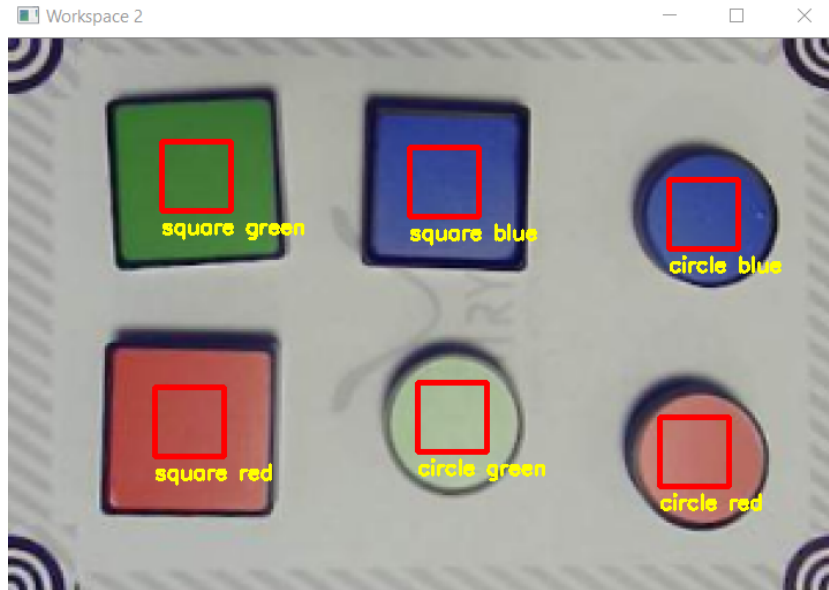 Workspace 2
square green
square blue
circle blue
square red
circle green
circle red